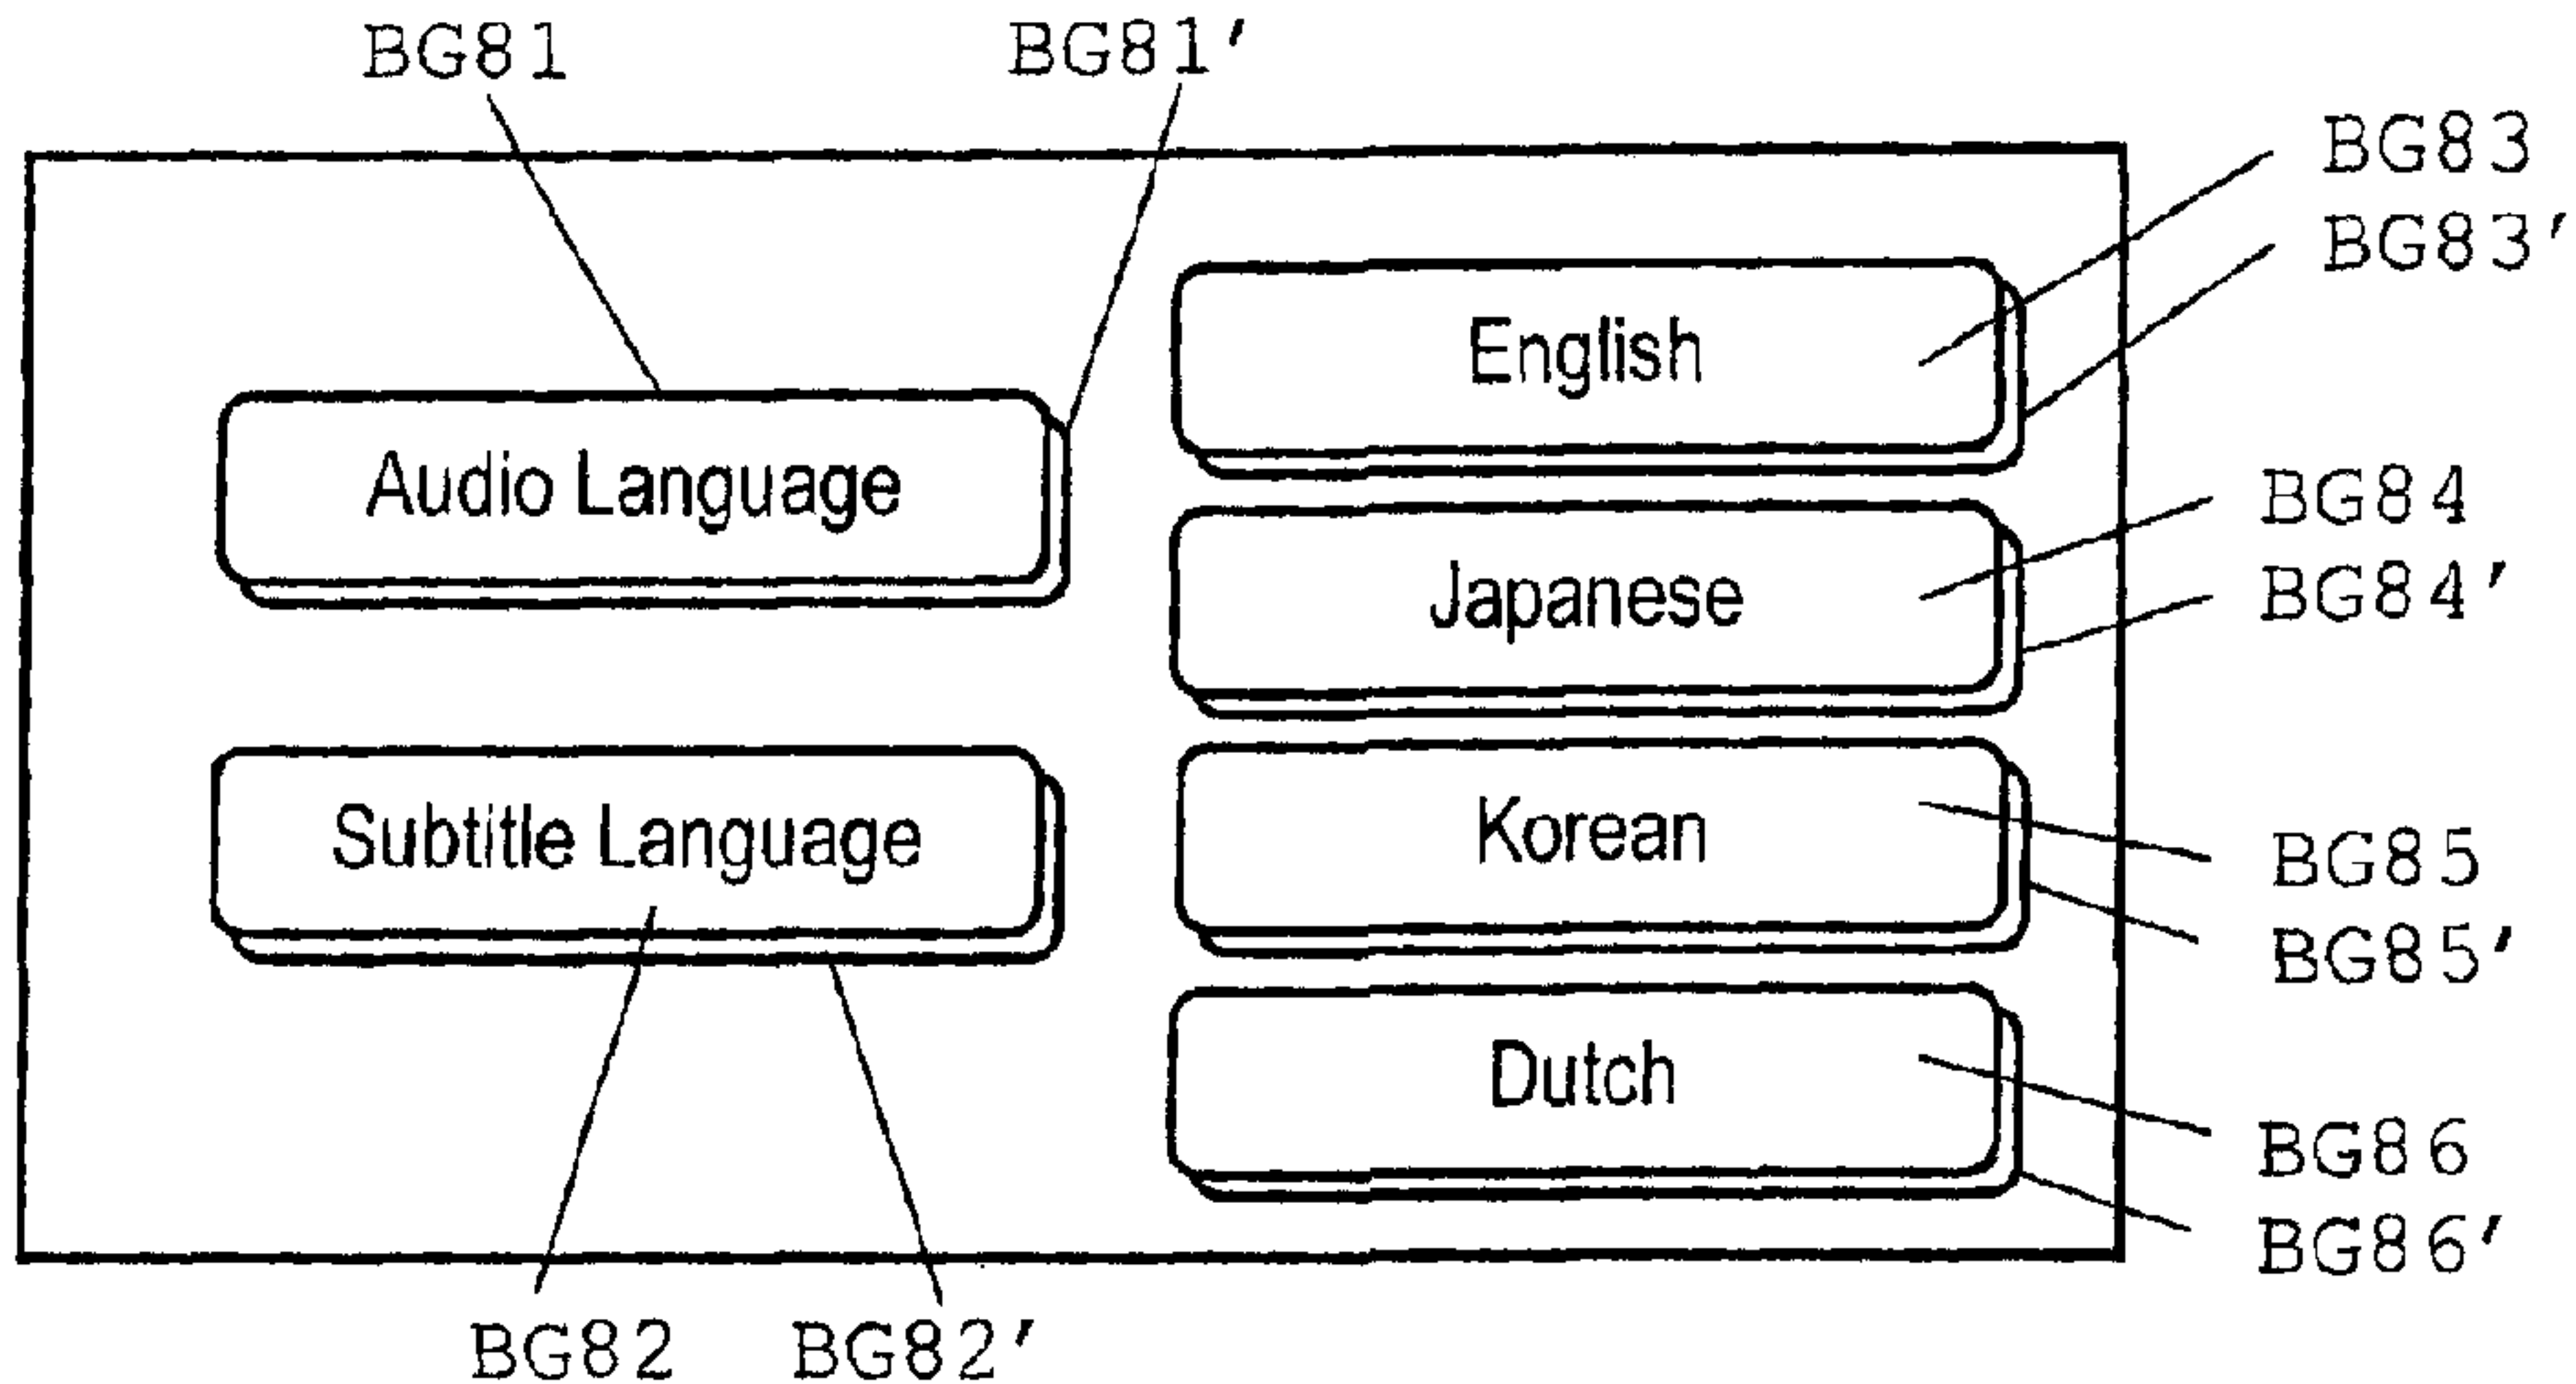 BG81 BG81'
BG83
BG83'
English
Audio Language
BG84
Japanese
BG84'
Subtitle Language
Korean
BG85
BG85'
Dutch
BG86
BG86'
BG82 BG82'